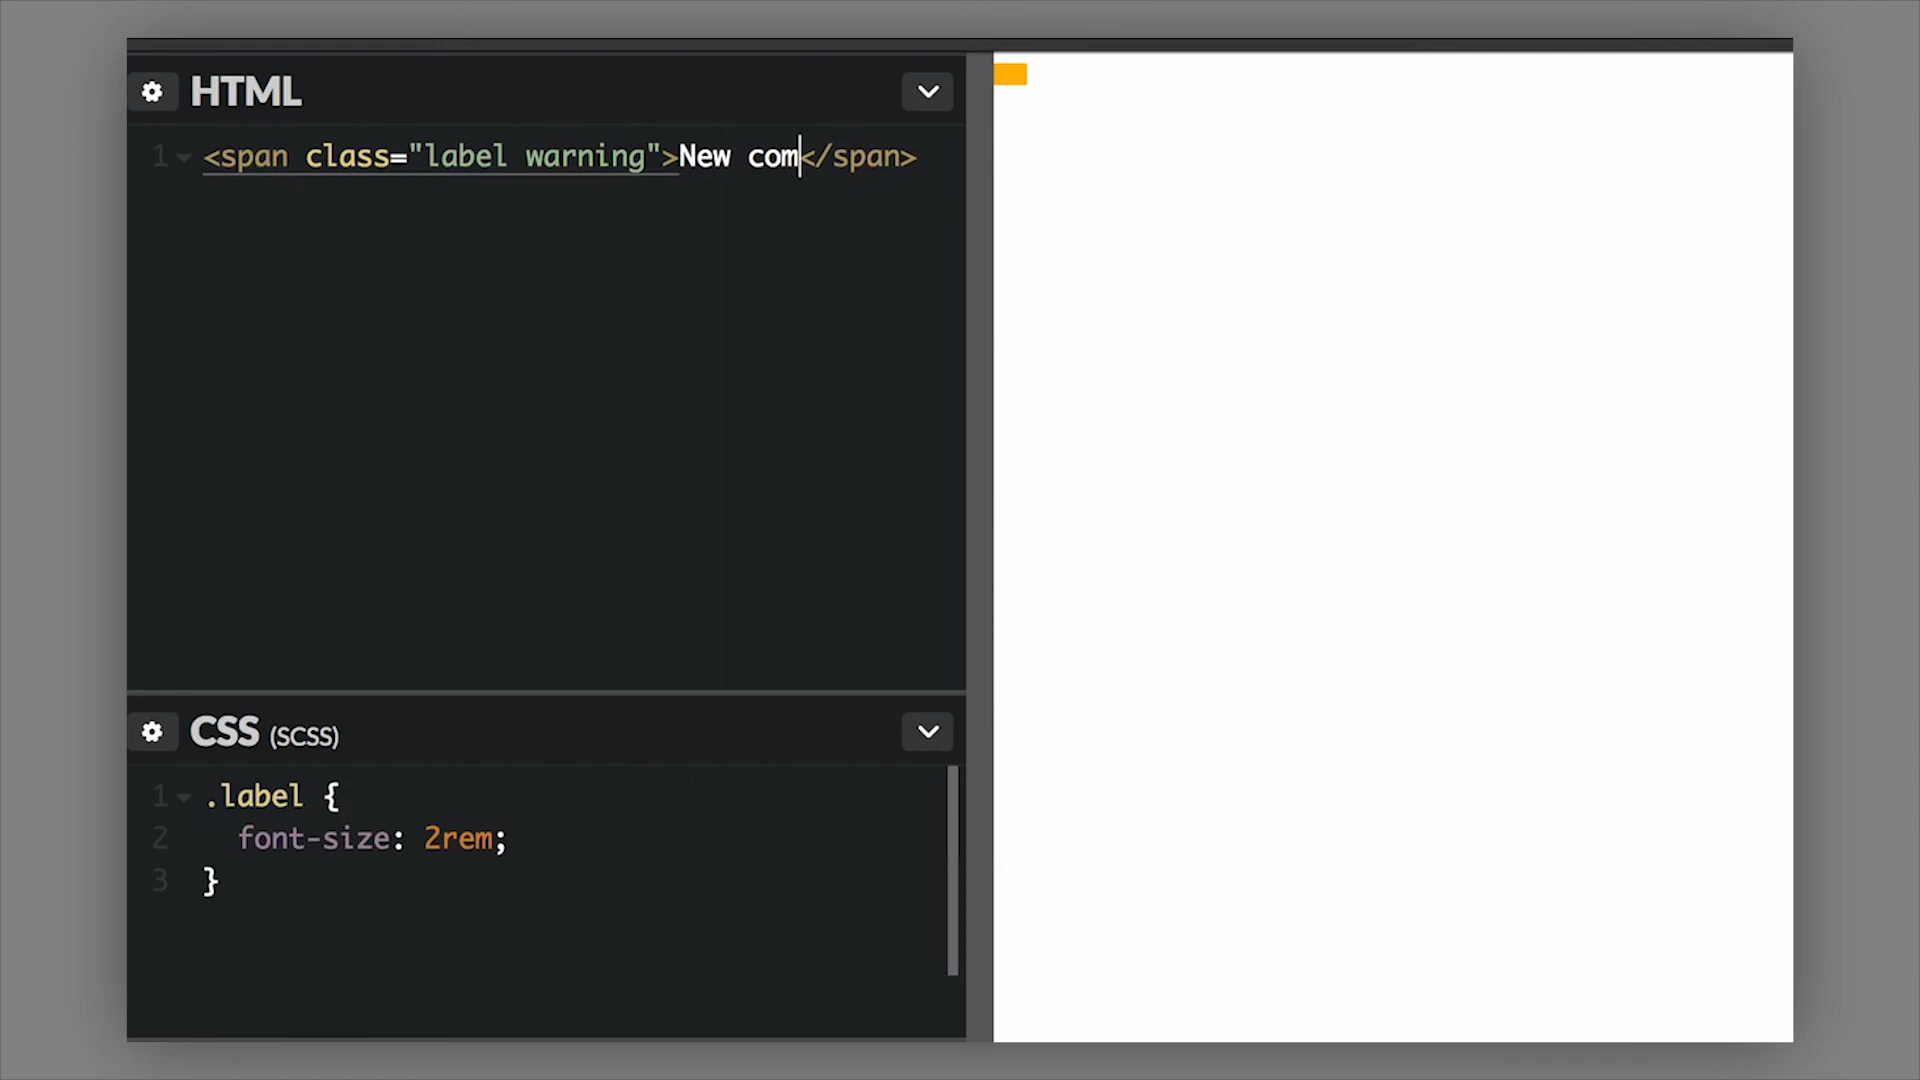 HTML
1 <span class="label warning">New com</span>
CSS (SCSS)
1 .label {
2 font-size: 2rem;
3 }